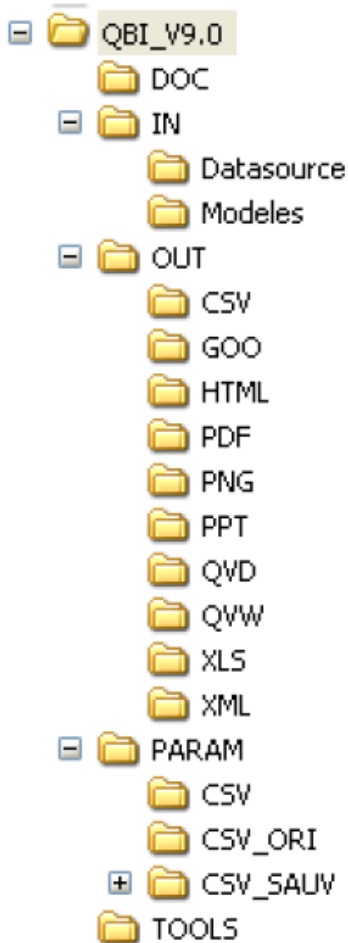 QBI_V9.0
DOC
IN
Datasource
Modeles
OUT
CSV
GOO
HTML
PDF
PNG
PPT
QVD
QVW
XLS
XML
PARAM
CSV
CSV_ORI
CSV_SAUV
TOOLS